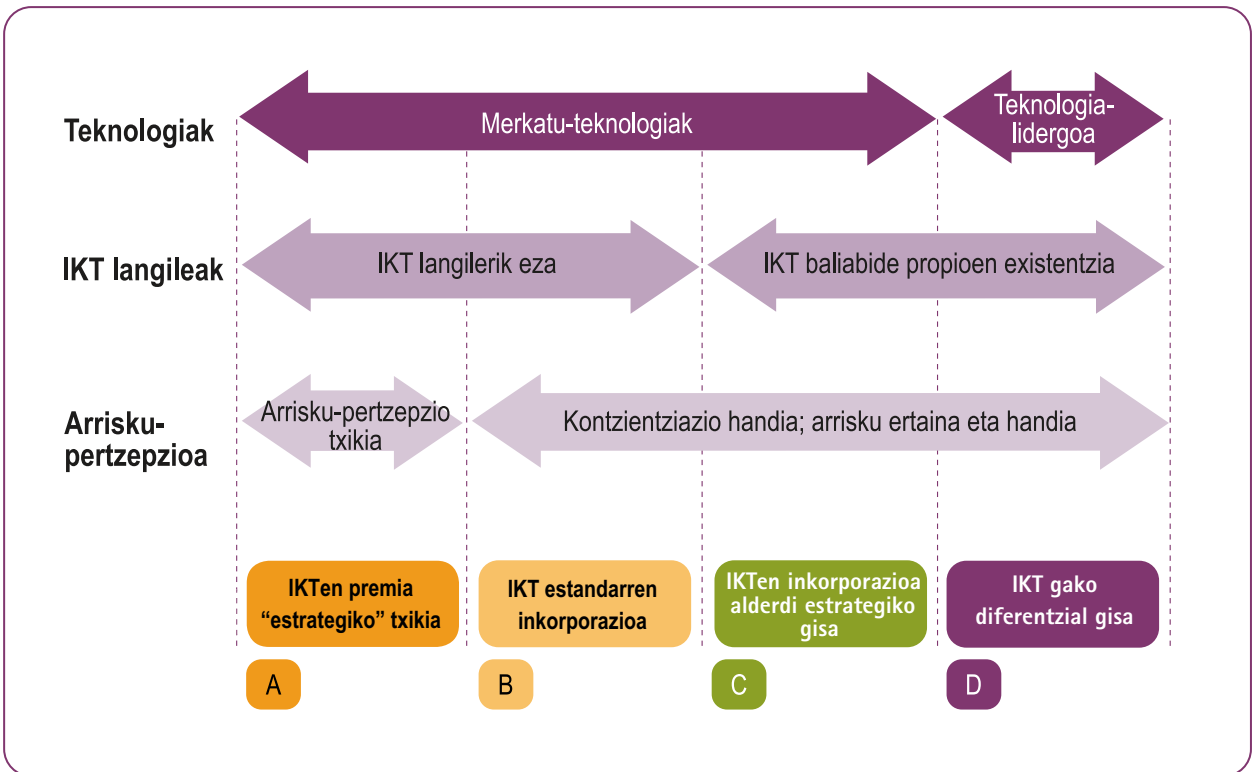 Teknologiak
Merkatu-teknologiak
Teknologia-
lidergoa
IKT langileak
IKT langilerik eza
IKT baliabide propioen existentzia
Arrisku-
pertzepzioa
Arrisku-pertzepzio
txikia
Kontzientziazio handia; arrisku ertaina eta handia
IKTen premia
“estrategiko” txikia
IKT estandarren
inkorporazioa
IKTen inkorporazioa
alderdi estrategiko
gisa
IKT gako
diferentzial gisa
A
B
C
D